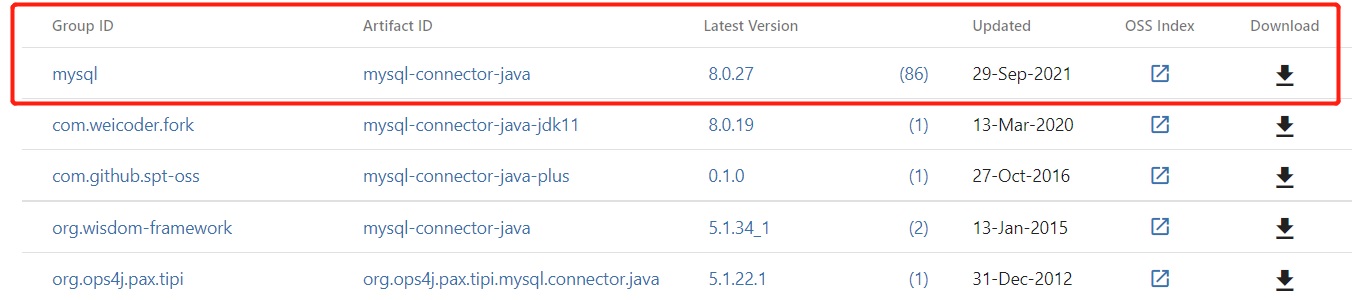 Group ID Artifact ID Latest Version Updated OSS Index Download
mysql mysql-connector-java 8.0.27 (86) 29-Sep-2021
com.weicoder.fork mysql-connector-java-jdk11 8.0.19 (1) 13-Mar-2020
com.github.spt-oss mysql-connector-java-plus 0.1.0 (1) 27-Oct-2016
org.wisdom-framework mysql-connector-java 5.1.34_1 (2) 13-Jan-2015
org.ops4j.pax.tipi org.ops4j.pax.tipi.mysql.connector.java 5.1.22.1 (1) 31-Dec-2012